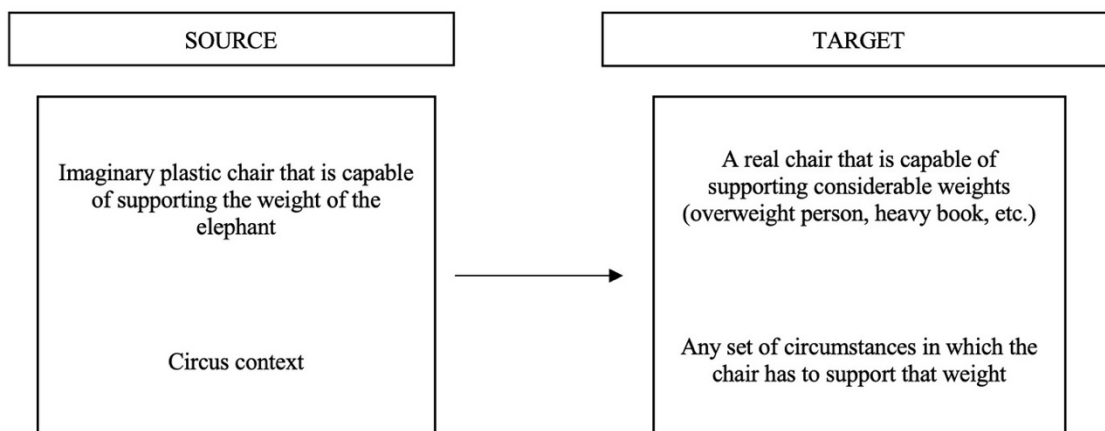 SOURCE
TARGET
Imaginary plastic chair that is capable
of supporting the weight of the
elephant
Circus context
A real chair that is capable of
supporting considerable weights
(overweight person, heavy book, etc.)
Any set of circumstances in which the
chair has to support that weight